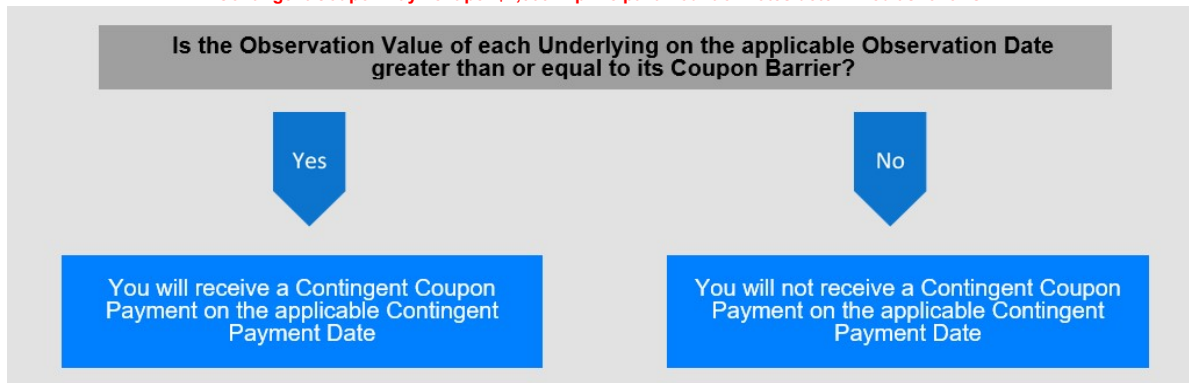 Is the Observation Value of each Underlying on the applicable Observation Date
greater than or equal to its Coupon Barrier?
Yes
No
You will receive a Contingent Coupon
Payment on the applicable Contingent
Payment Date
You will not receive a Contingent Coupon
Payment on the applicable Contingent
Payment Date